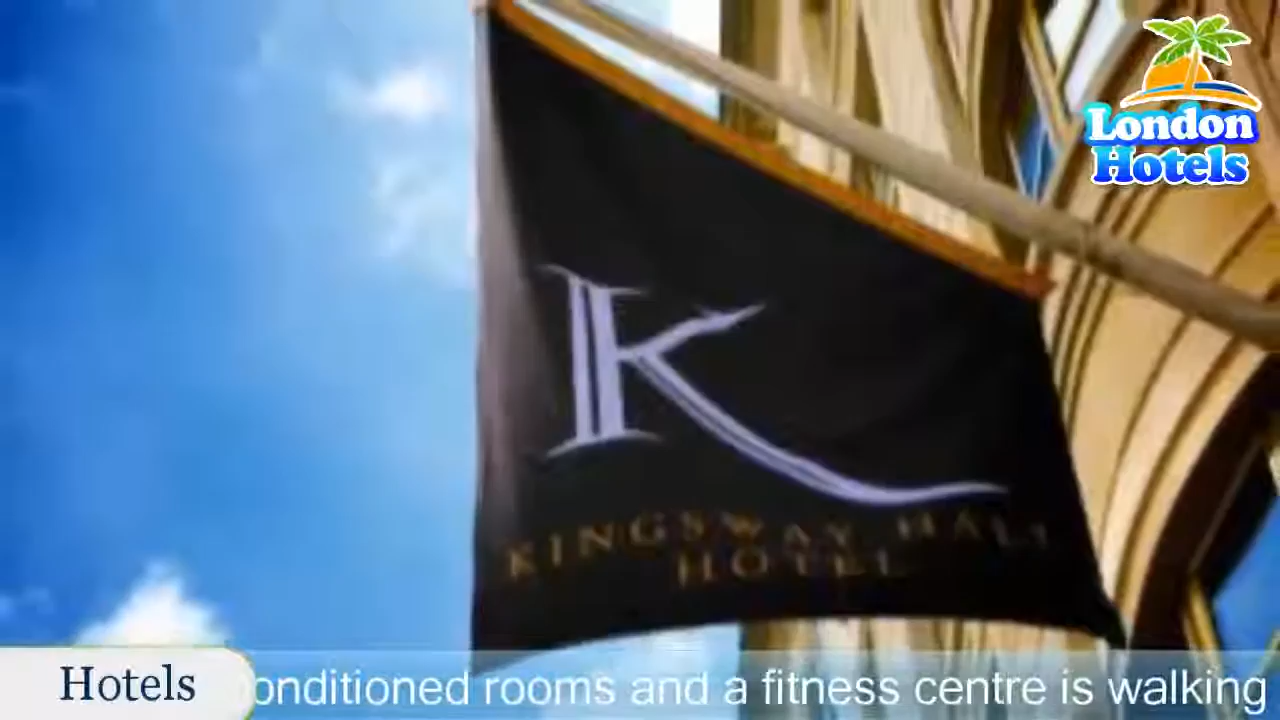 London
Hotels
K
KINGSWAY HALL
HOTEL
Hotels
onditioned rooms and a fitness centre is walking